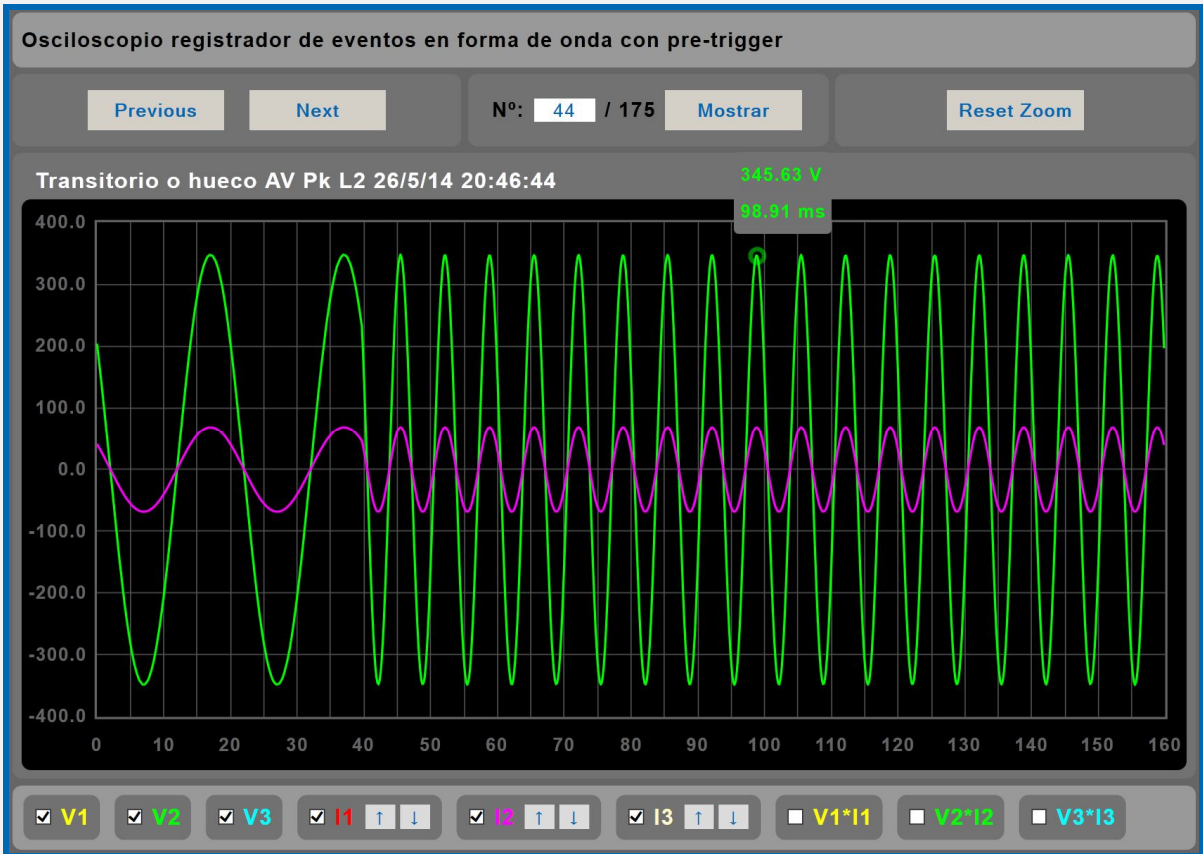 Osciloscopio registrador de eventos en forma de onda con pre-trigger
Previous Next Nº: 44 / 175 Mostrar Reset Zoom
Transitorio o hueco AV Pk L2 26/5/14 20:46:44
345.63 V
98.91 ms
400.0
300.0
200.0
100.0
0.0
-100.0
-200.0
-300.0
-400.0
0 10 20 30 40 50 60 70 80 90 100 110 120 130 140 150 160
V1 V2 V3 I1 ↑ ↓ I2 ↑ ↓ I3 ↑ ↓ V1*I1 V2*I2 V3*I3